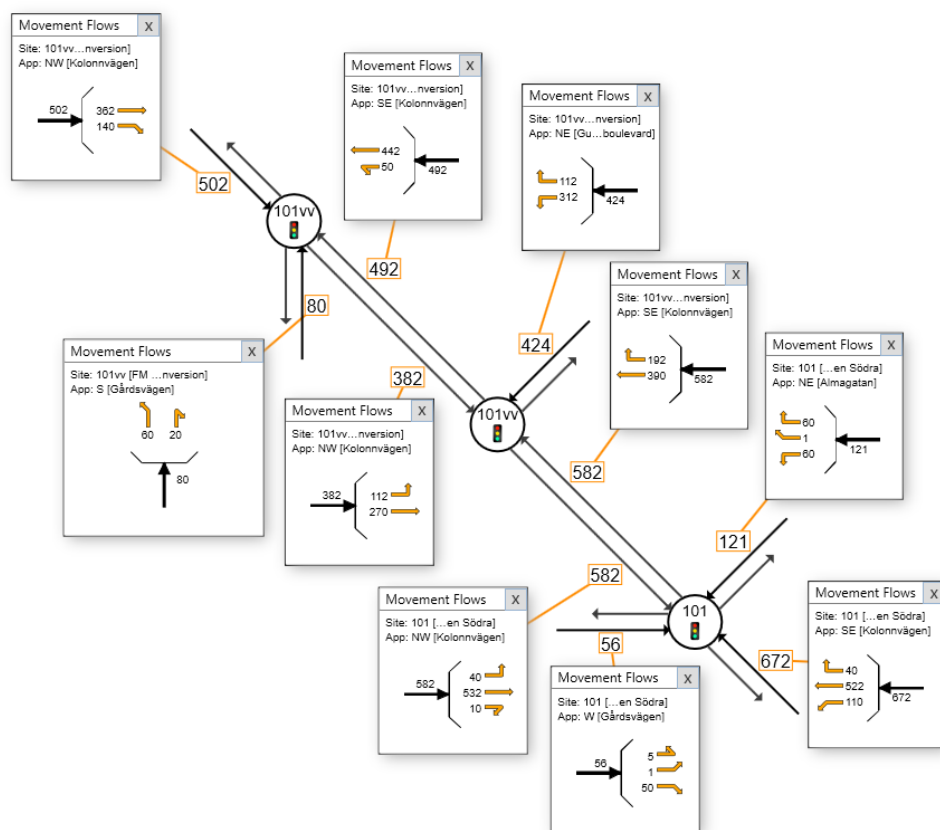 Movement Flows X
Site: 101vv...nversion]
App: NW [Kolonnvägen]
502
362
140
Movement Flows X
Site: 101vv...nversion]
App: SE [Kolonnvägen]
442
50
492
Movement Flows X
Site: 101vv...nversion]
App: NE [Gu...boulevard]
112
312
424
502
101vv
492
80
Movement Flows X
Site: 101vv...nversion]
App: SE [Kolonnvägen]
192
390
582
424
Movement Flows X
Site: 101 [...en Södra]
App: NE [Almagatan]
60
1
60
121
Movement Flows X
Site: 101vv [FM ...nversion]
App: S [Gårdsvägen]
60 20
80
382
Movement Flows X
Site: 101vv...nversion]
App: NW [Kolonnvägen]
382
112
270
101vv
582
121
582
Movement Flows X
Site: 101 [...en Södra]
App: NW [Kolonnvägen]
582
40
532
10
101
56
672
Movement Flows X
Site: 101 [...en Södra]
App: SE [Kolonnvägen]
40
522
110
672
Movement Flows X
Site: 101 [...en Södra]
App: W [Gårdsvägen]
56
5
1
50